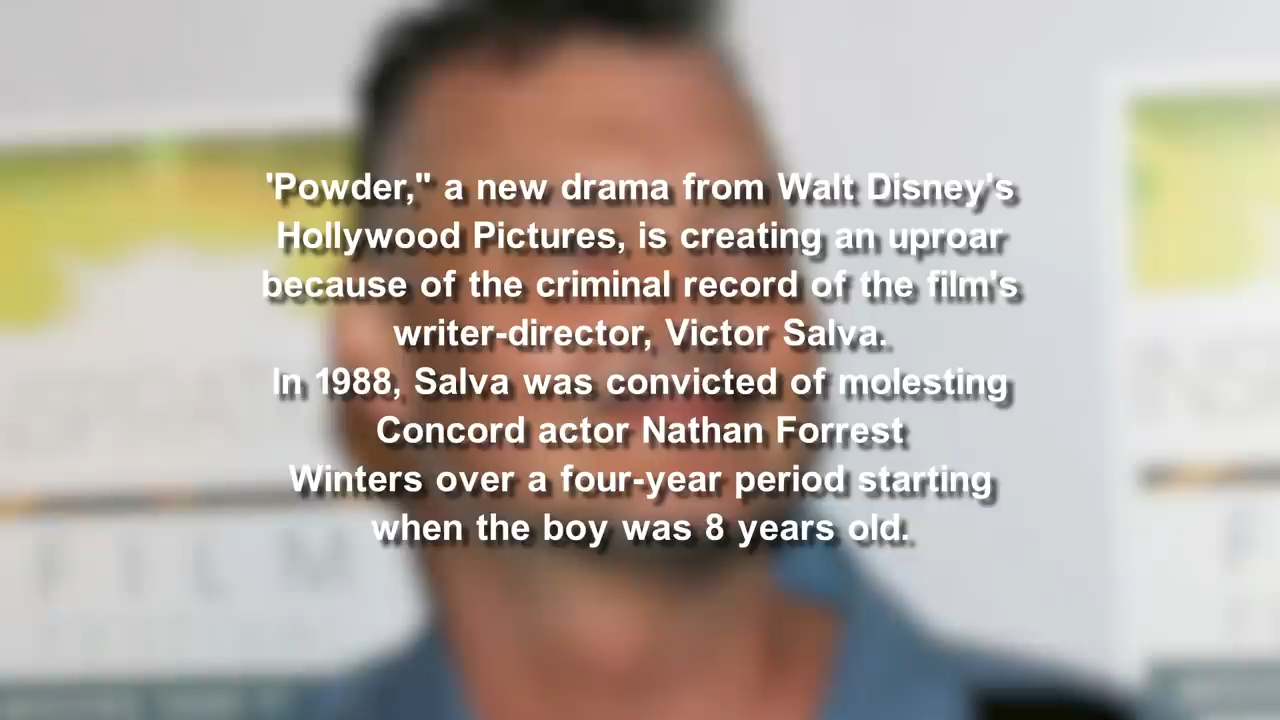 'Powder," a new drama from Walt Disney's
Hollywood Pictures, is creating an uproar
because of the criminal record of the film's
writer-director, Victor Salva.
In 1988, Salva was convicted of molesting
Concord actor Nathan Forrest
Winters over a four-year period starting
when the boy was 8 years old.
FILM